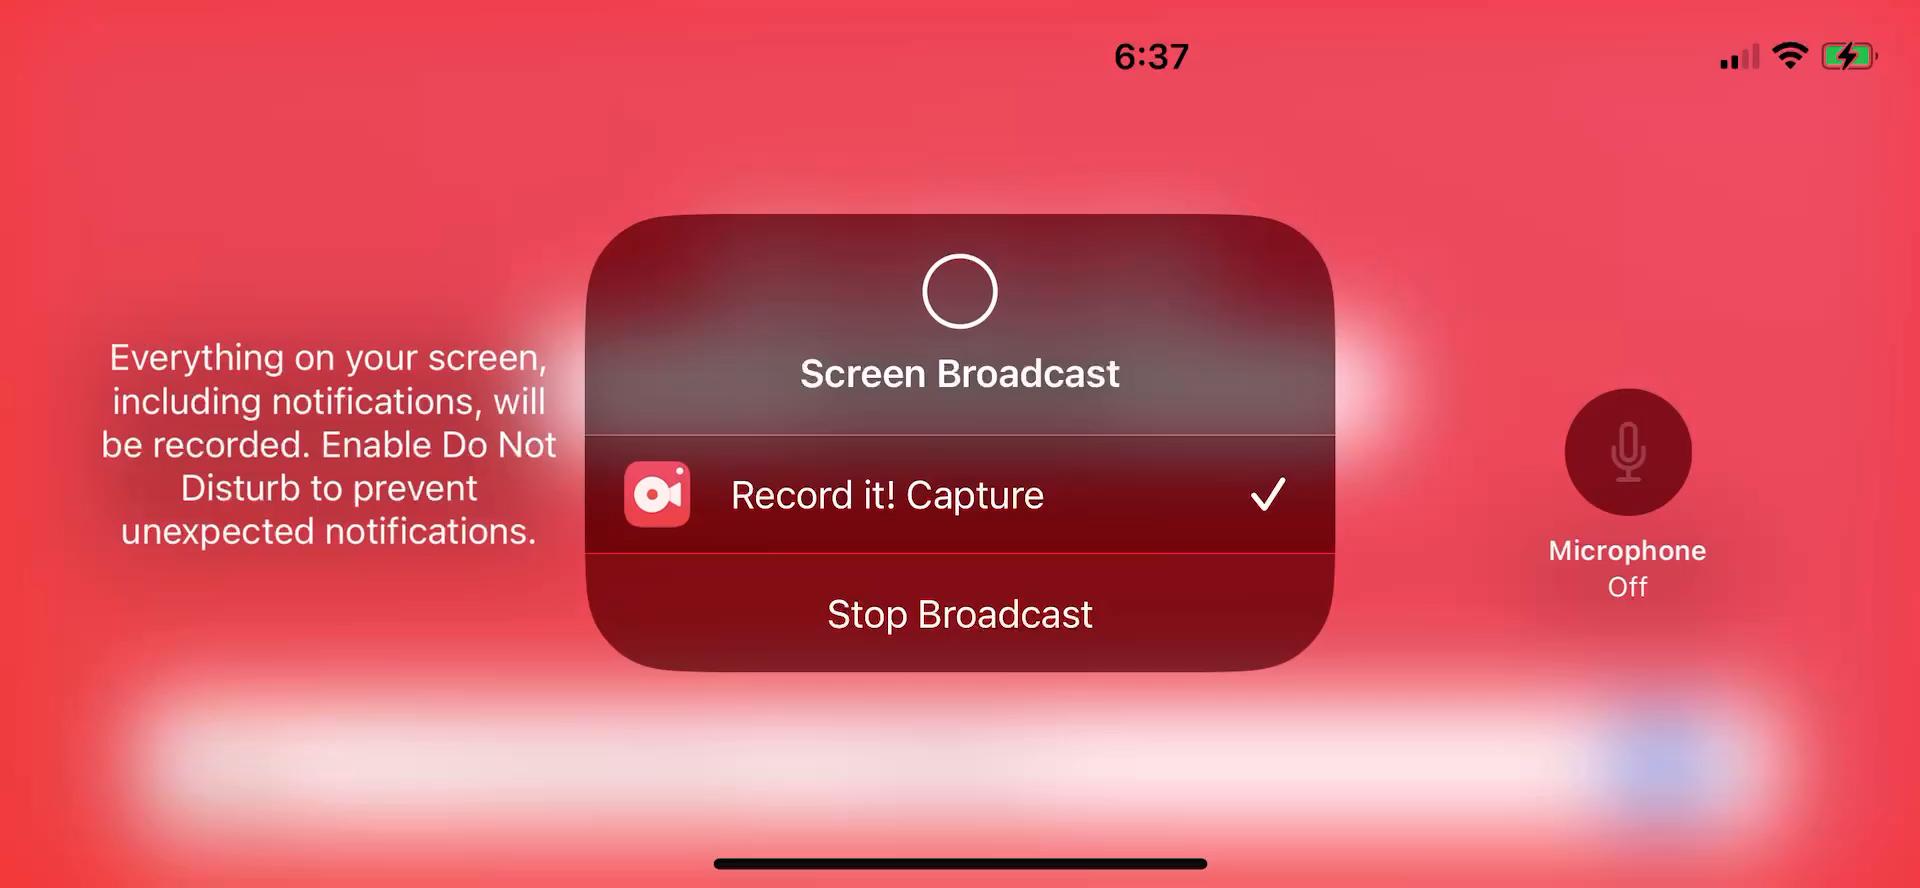 6:37
Everything on your screen,
including notifications, will
be recorded. Enable Do Not
Disturb to prevent
unexpected notifications.
Screen Broadcast
Record it! Capture
Stop Broadcast
Microphone
Off